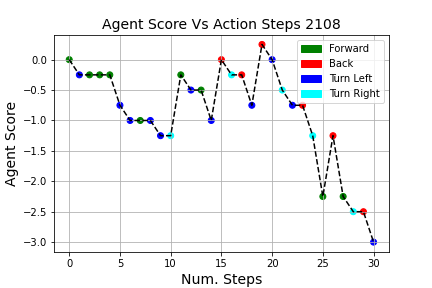 Agent Score Vs Action Steps 2108
Forward
Back
Turn Left
Turn Right
Agent Score
0.0
−0.5
−1.0
−1.5
−2.0
−2.5
−3.0
0 5 10 15 20 25 30
Num. Steps